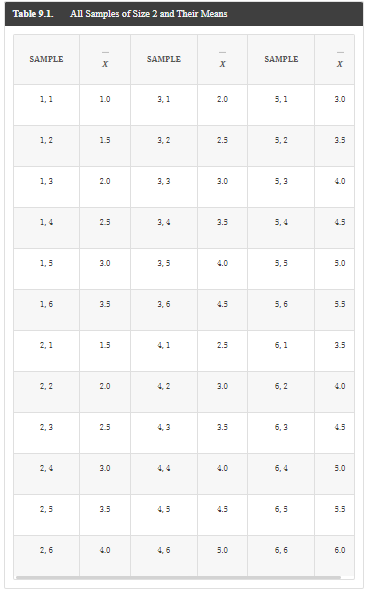 Table 9.1. All Samples of Size 2 and Their Means
SAMPLE X̄ SAMPLE X̄ SAMPLE X̄
1, 1 1.0 3, 1 2.0 5, 1 3.0
1, 2 1.5 3, 2 2.5 5, 2 3.5
1, 3 2.0 3, 3 3.0 5, 3 4.0
1, 4 2.5 3, 4 3.5 5, 4 4.5
1, 5 3.0 3, 5 4.0 5, 5 5.0
1, 6 3.5 3, 6 4.5 5, 6 5.5
2, 1 1.5 4, 1 2.5 6, 1 3.5
2, 2 2.0 4, 2 3.0 6, 2 4.0
2, 3 2.5 4, 3 3.5 6, 3 4.5
2, 4 3.0 4, 4 4.0 6, 4 5.0
2, 5 3.5 4, 5 4.5 6, 5 5.5
2, 6 4.0 4, 6 5.0 6, 6 6.0